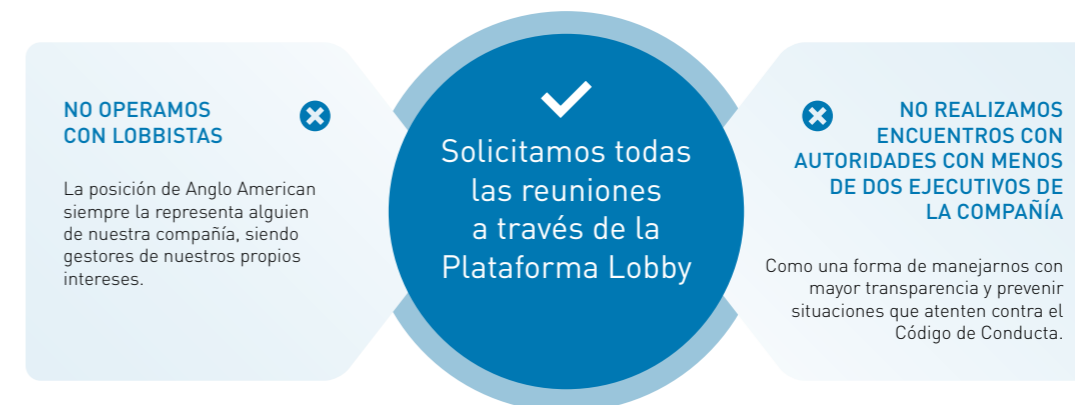 NO OPERAMOS
CON LOBBISTAS
La posición de Anglo American
siempre la representa alguien
de nuestra compañía, siendo
gestores de nuestros propios
intereses.
Solicitamos todas
las reuniones
a través de la
Plataforma Lobby
NO REALIZAMOS
ENCUENTROS CON
AUTORIDADES CON MENOS
DE DOS EJECUTIVOS DE
LA COMPAÑÍA
Como una forma de manejarnos con
mayor transparencia y prevenir
situaciones que atenten contra el
Código de Conducta.